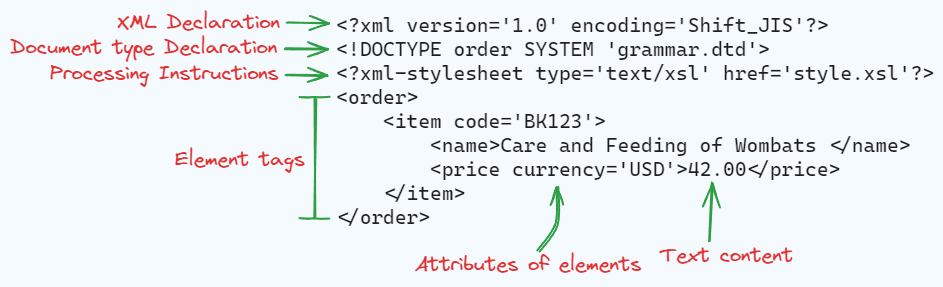 XML Declaration <?xml version='1.0' encoding='Shift_JIS'?>
Document type Declaration <!DOCTYPE order SYSTEM 'grammar.dtd'>
Processing Instructions <?xml-stylesheet type='text/xsl' href='style.xsl'?>
<order>
<item code='BK123'>
<name>Care and Feeding of Wombats </name>
Element tags
<price currency='USD'>42.00</price>
</item>
</order>
Attributes of elements
Text content